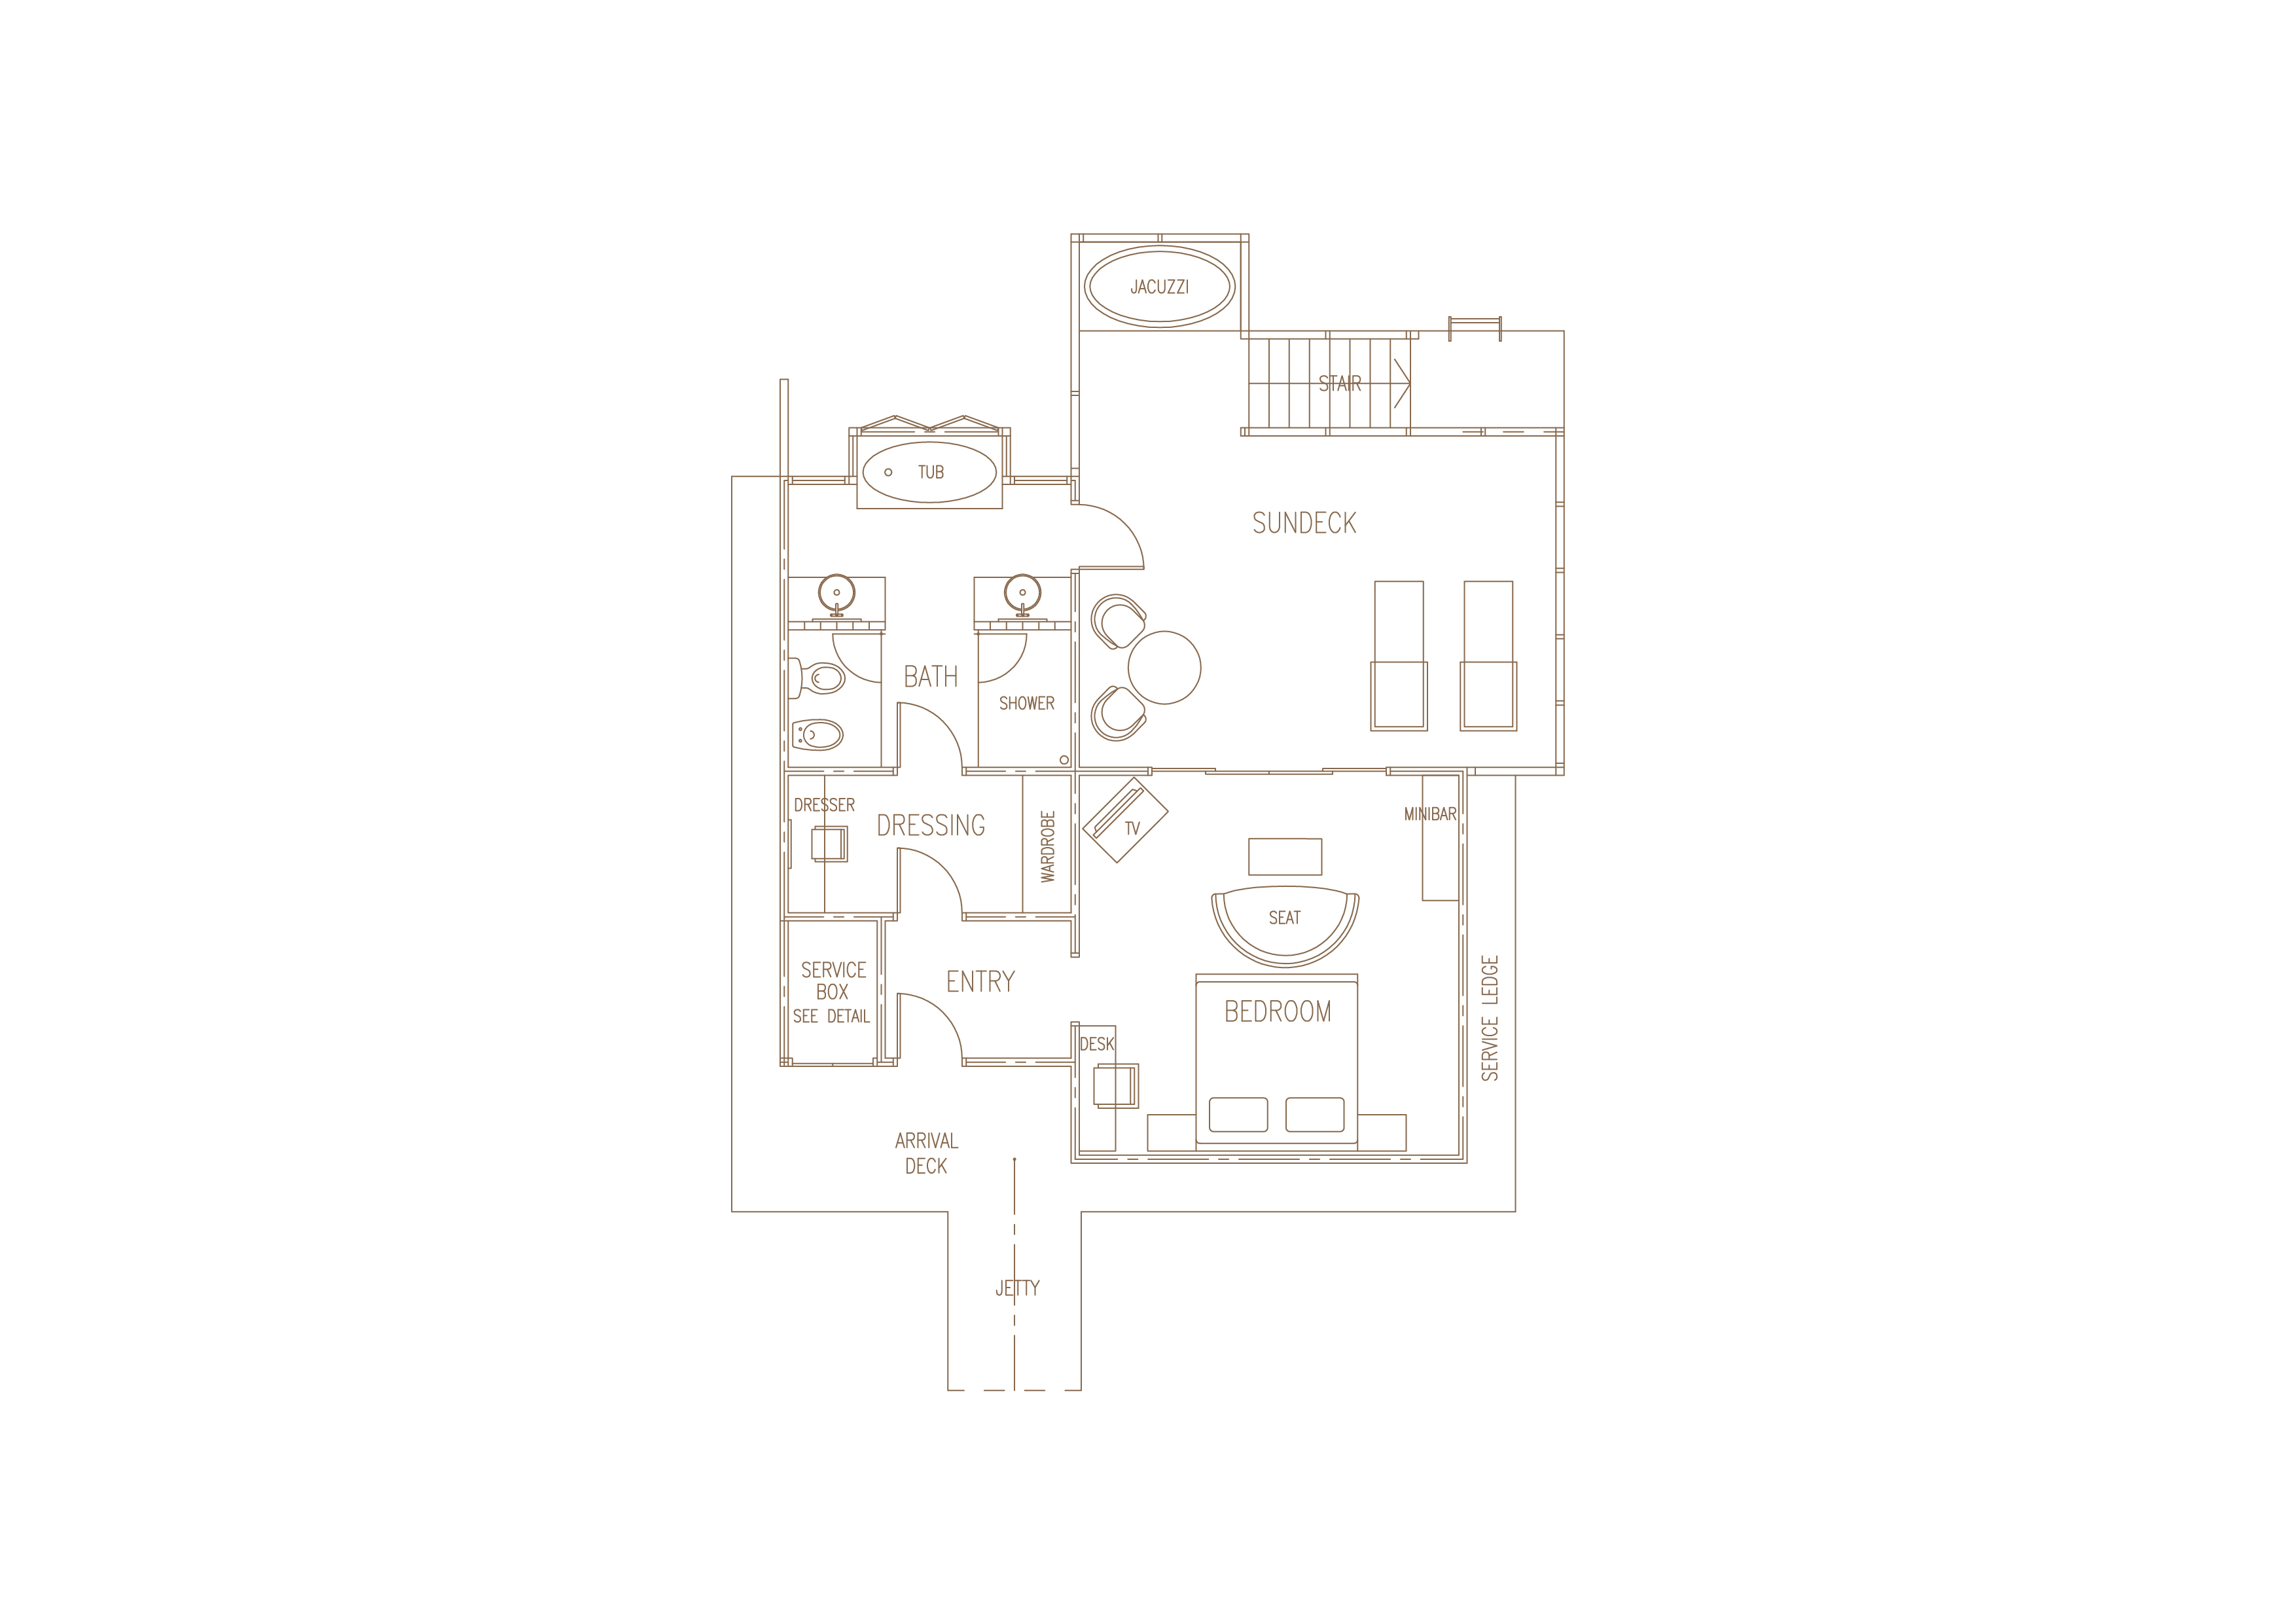 JACUZZI
STAIR
TUB
SUNDECK
BATH
SHOWER
DRESSER
DRESSING
WARDROBE
TV
MINIBAR
SEAT
SERVICE
BOX
SEE DETAIL
ENTRY
BEDROOM
DESK
SERVICE LEDGE
ARRIVAL
DECK
JETTY